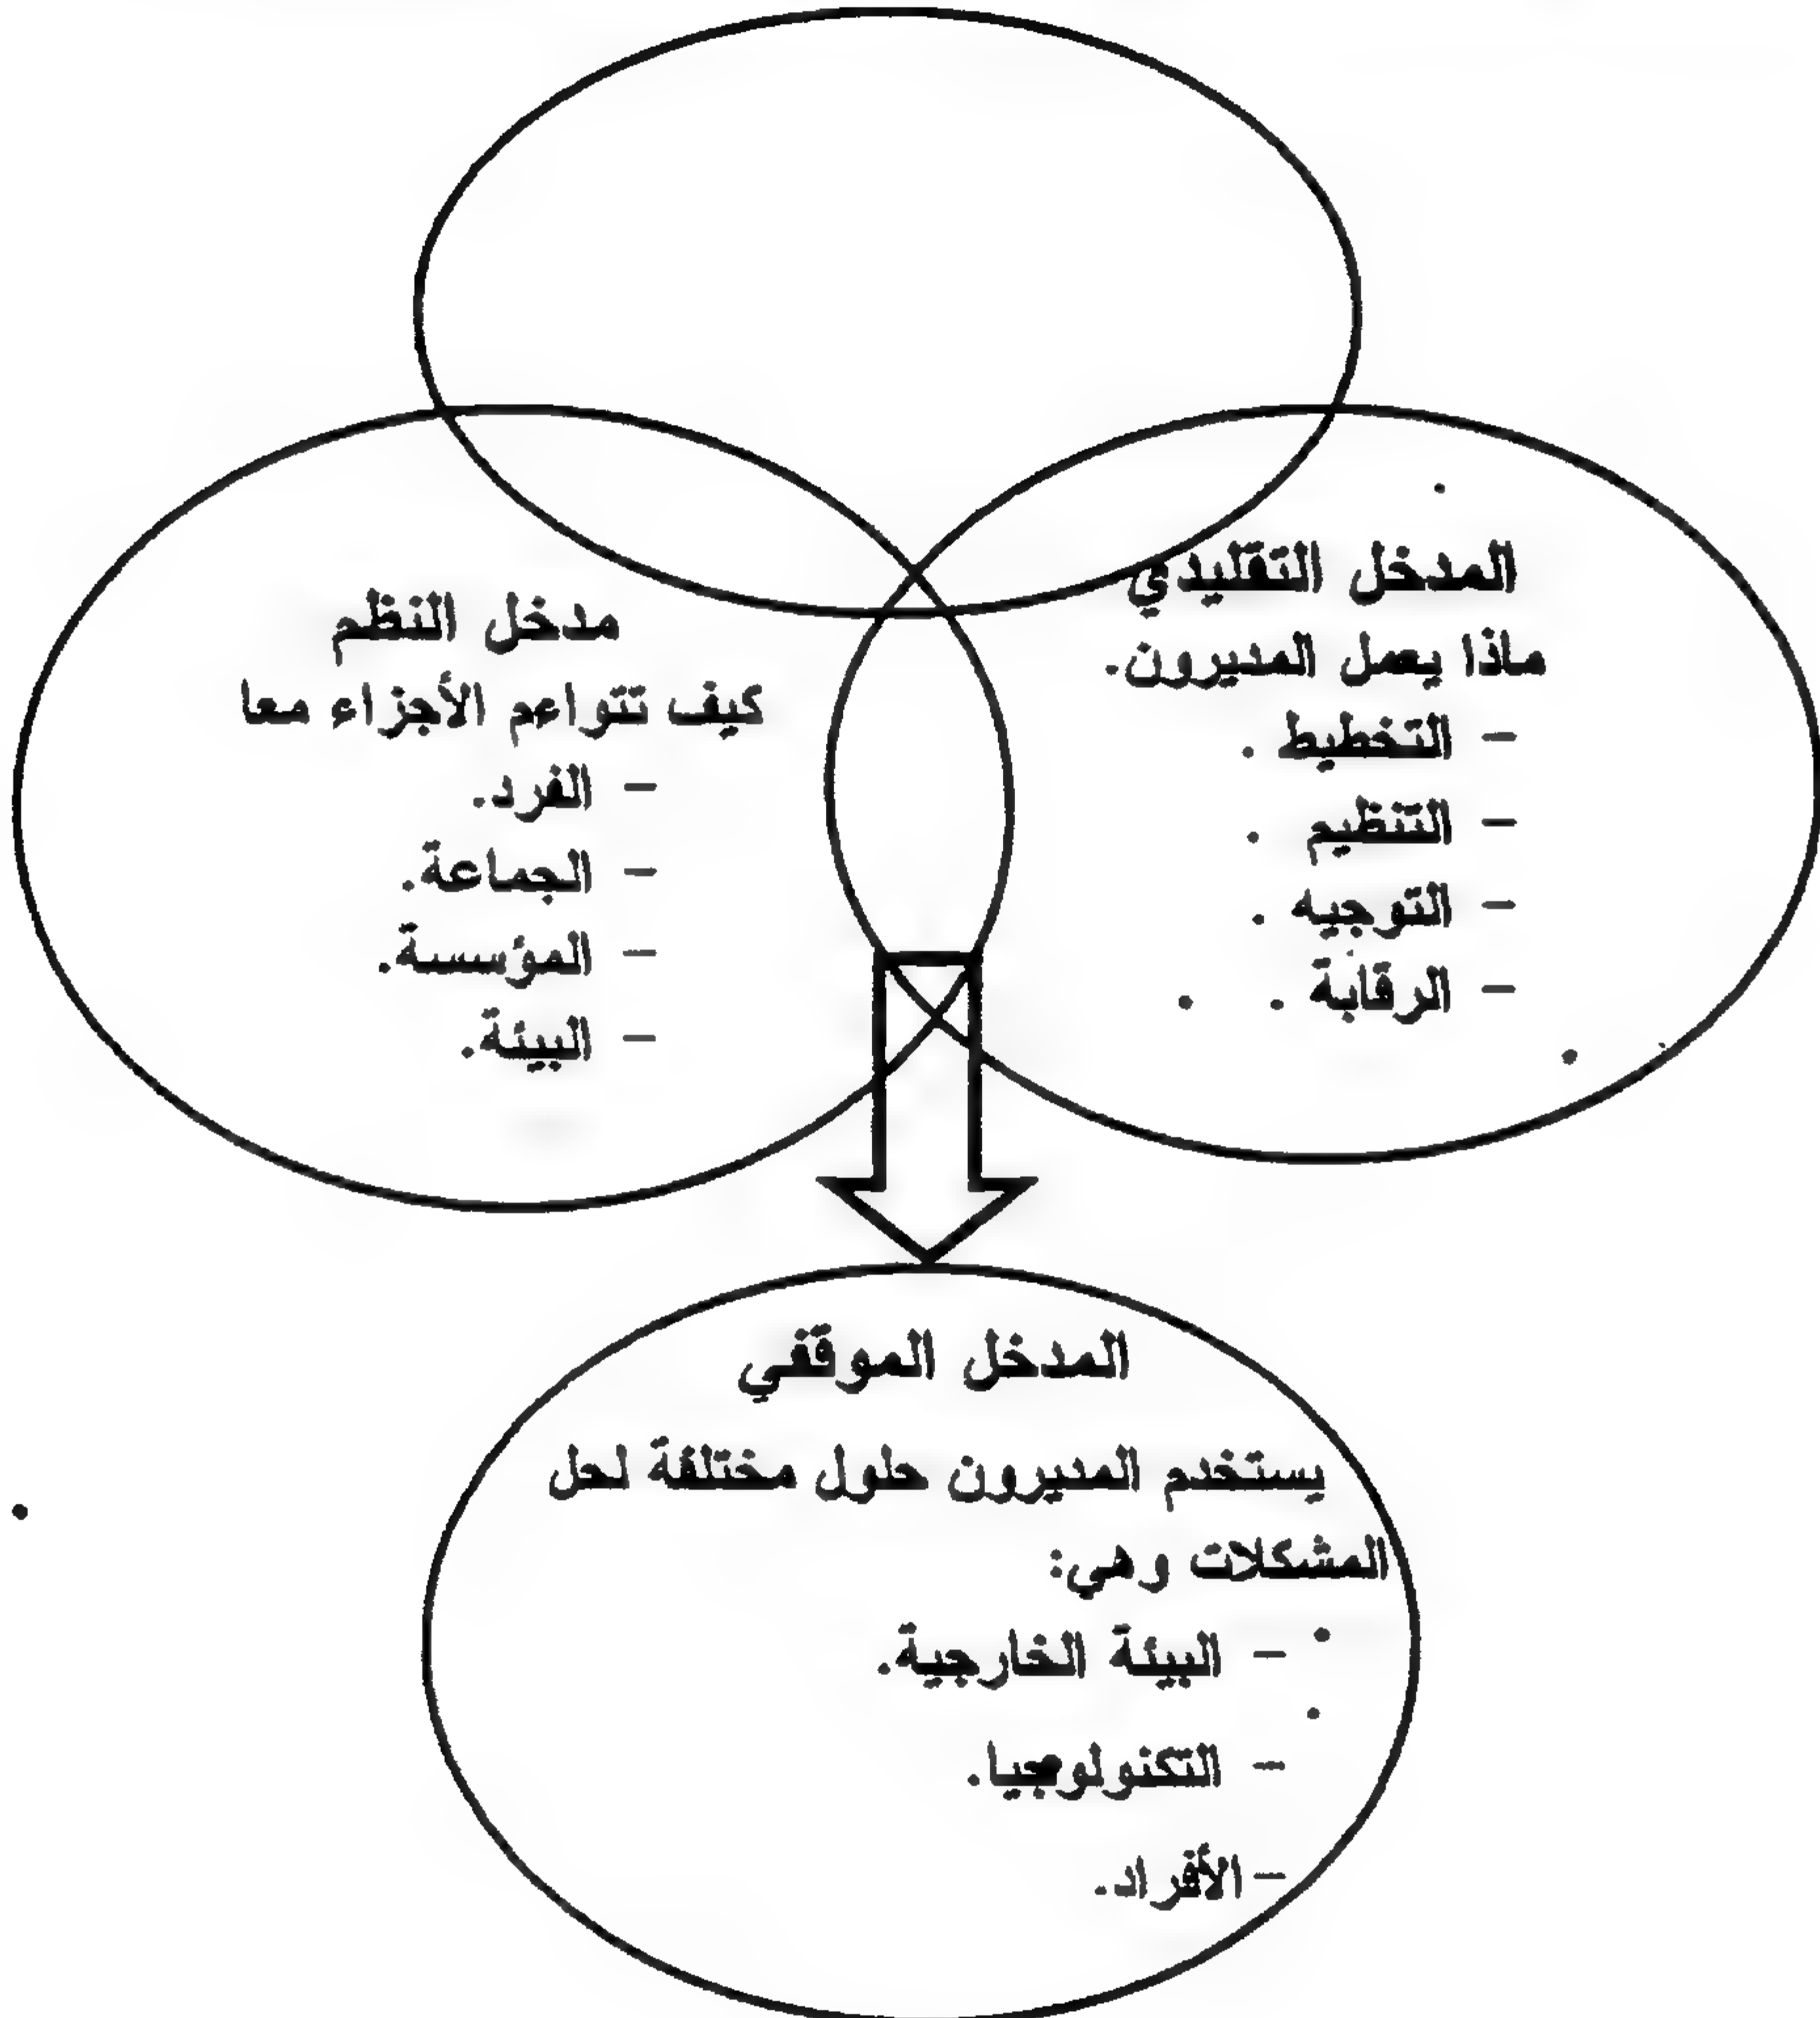 المدخل التقليدي
ماذا يعمل المديرون.
- التخطيط .
- التنظيم .
- التوجيه .
- الرقابة .
مدخل النظم
كيف تتواءم الأجزاء معا
- الفرد.
- الجماعة.
- المؤسسة.
- البيئة.
المدخل الموقفي
يستخدم المديرون حلول مختلفة لحل
المشكلات وهي:
- البيئة الخارجية.
- التكنولوجيا.
- الأفراد.